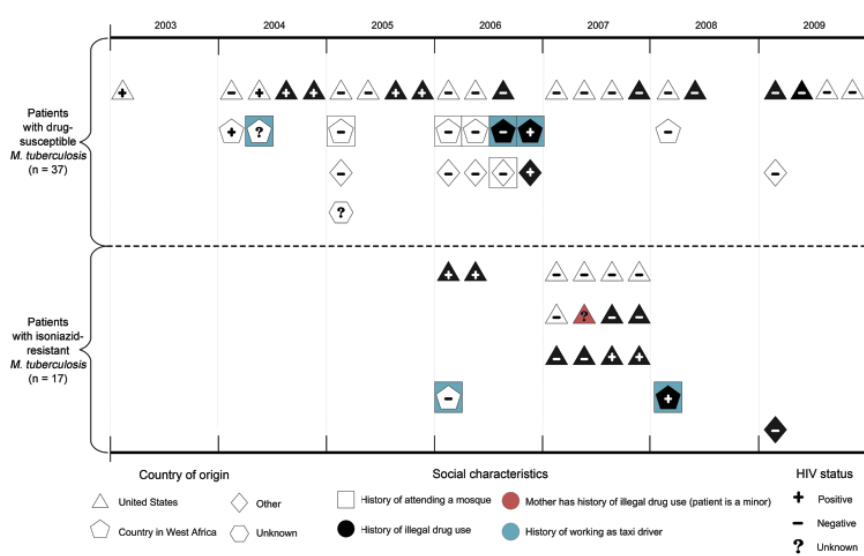 2003 2004 2005 2006 2007 2008 2009
Patients
with drug-
susceptible
M. tuberculosis
(n = 37)
Patients
with isoniazid-
resistant
M. tuberculosis
(n = 17)
Country of origin
United States
Other
Country in West Africa
Unknown
Social characteristics
History of attending a mosque
Mother has history of illegal drug use (patient is a minor)
History of illegal drug use
History of working as taxi driver
HIV status
+ Positive
- Negative
? Unknown